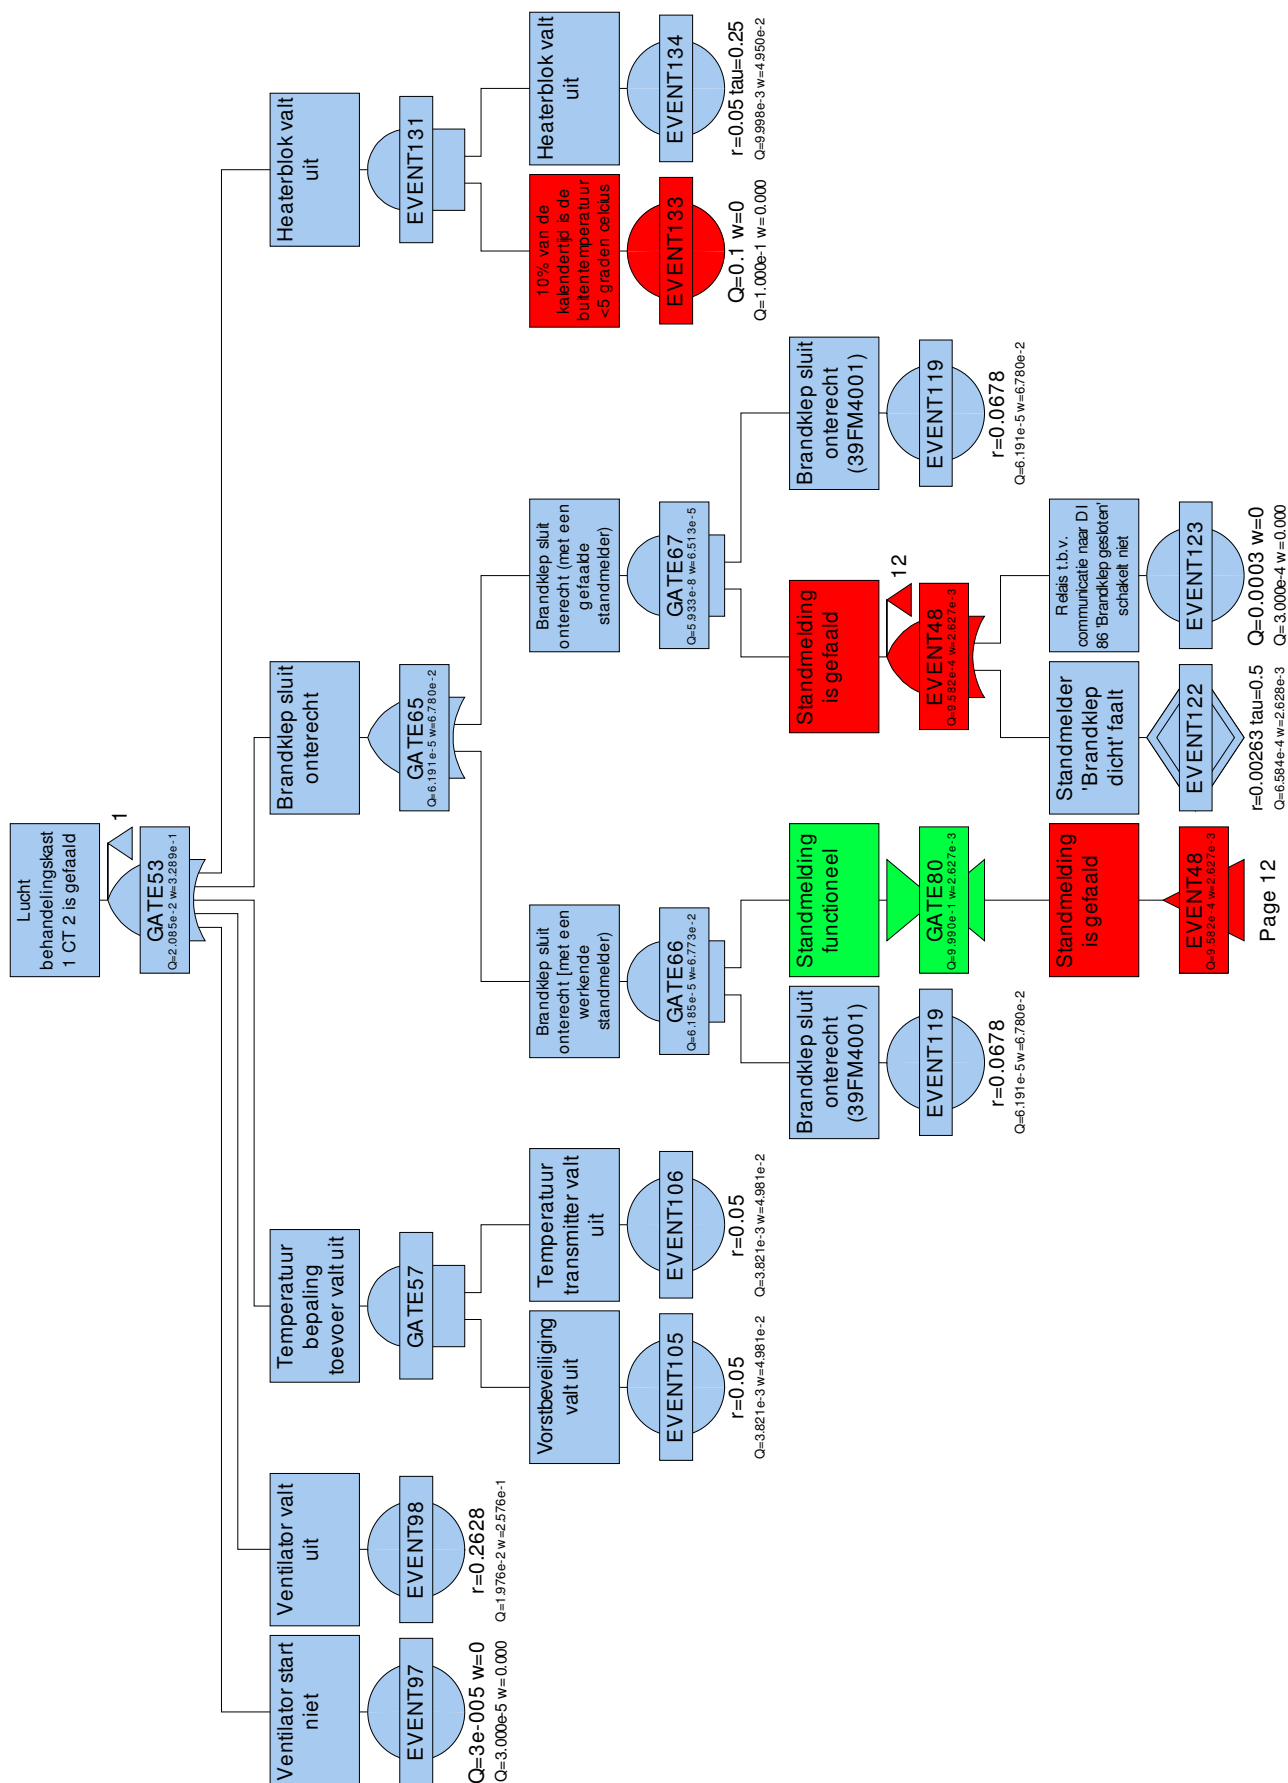 Lucht
behandelingskast
1 CT 2 is gefaald
GATE53
Q=2.085e-2 w=3.289e-1
1
Ventilator start
niet
EVENT97
Q=3e-005 w=0
Q=3.000e-5 w=0.000
Ventilator valt
uit
EVENT98
r=0.2628
Q=1.976e-2 w=2.576e-1
Temperatuur
bepaling
toevoer valt uit
GATE57
Vorstbeveiliging
valt uit
EVENT105
r=0.05
Q=3.821e-3 w=4.981e-2
Temperatuur
transmitter valt
uit
EVENT106
r=0.05
Q=3.821e-3 w=4.981e-2
Brandklep sluit
onterecht
GATE65
Q=6.191e-5 w=6.780e-2
Brandklep sluit
onterecht [met een
werkende
standmelder)
GATE66
Q=6.185e-5 w=6.773e-2
Brandklep sluit
onterecht
(39FM4001)
EVENT119
r=0.0678
Q=6.191e-5 w=6.780e-2
Standmelding
functioneel
GATE80
Q=9.990e-1 w=2.627e-3
Standmelding
is gefaald
EVENT48
Q=9.582e-4 w=2.627e-3
Page 12
Brandklep sluit
onterecht (met een
gefaalde
standmelder)
GATE67
Q=5.933e-8 w=6.513e-5
Standmelding
is gefaald
12
EVENT48
Q=9.582e-4 w=2.627e-3
Standmelder
'Brandklep
dicht' faalt
EVENT122
r=0.00263 tau=0.5
Q=6.584e-4 w=2.628e-3
Relais t.b.v.
communicatie naar DI
86 'Brandklep gesloten'
schakelt niet
EVENT123
Q=0.0003 w=0
Q=3.000e-4 w=0.000
Brandklep sluit
onterecht
(39FM4001)
EVENT119
r=0.0678
Q=6.191e-5 w=6.780e-2
Heaterblok valt
uit
EVENT131
10% van de
kalendertijd is de
buitentemperatuur
<5 graden celcius
EVENT133
Q=0.1 w=0
Q=1.000e-1 w=0.000
Heaterblok valt
uit
EVENT134
r=0.05 tau=0.25
Q=9.998e-3 w=4.950e-2